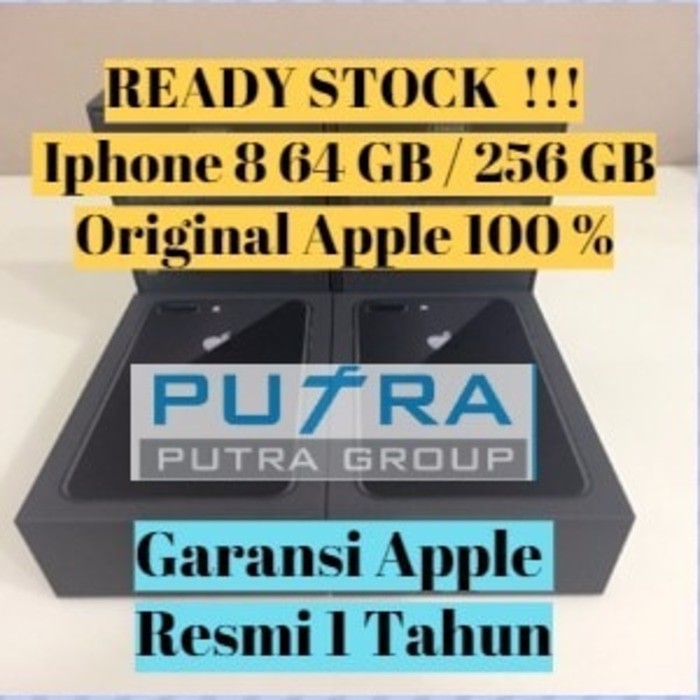 READY STOCK !!!
Iphone 8 64 GB / 256 GB
Original Apple 100 %
PUTRA
PUTRA GROUP
Garansi Apple
Resmi 1 Tahun